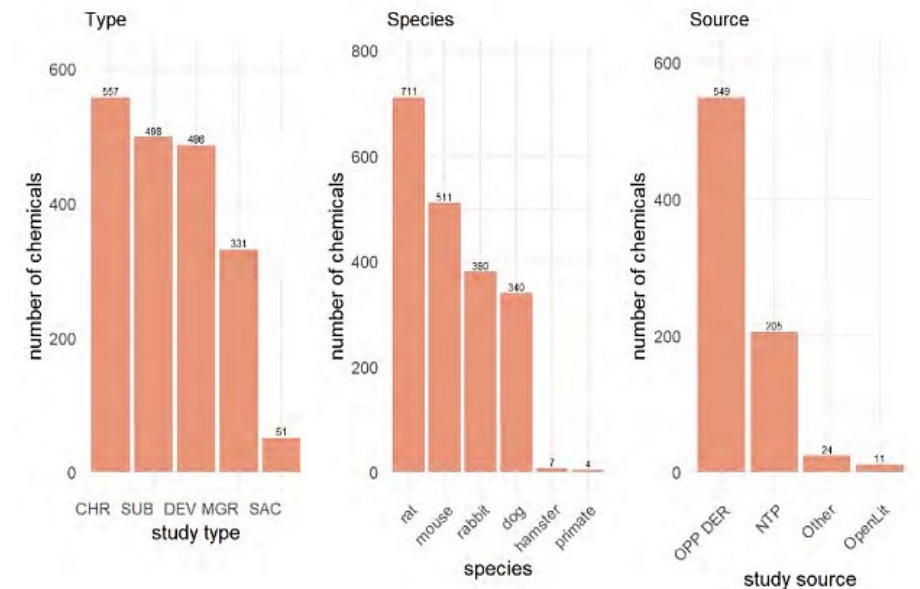 Type
number of chemicals
600
400
200
0
557
498
486
331
51
CHR SUB DEV MGR SAC
study type
Species
number of chemicals
800
600
400
200
0
711
511
380
340
7
4
rat
mouse
rabbit
dog
hamster
primate
species
Source
number of chemicals
600
400
200
0
549
205
24
11
OPP DER
NTP
Other
OpenLit
study source